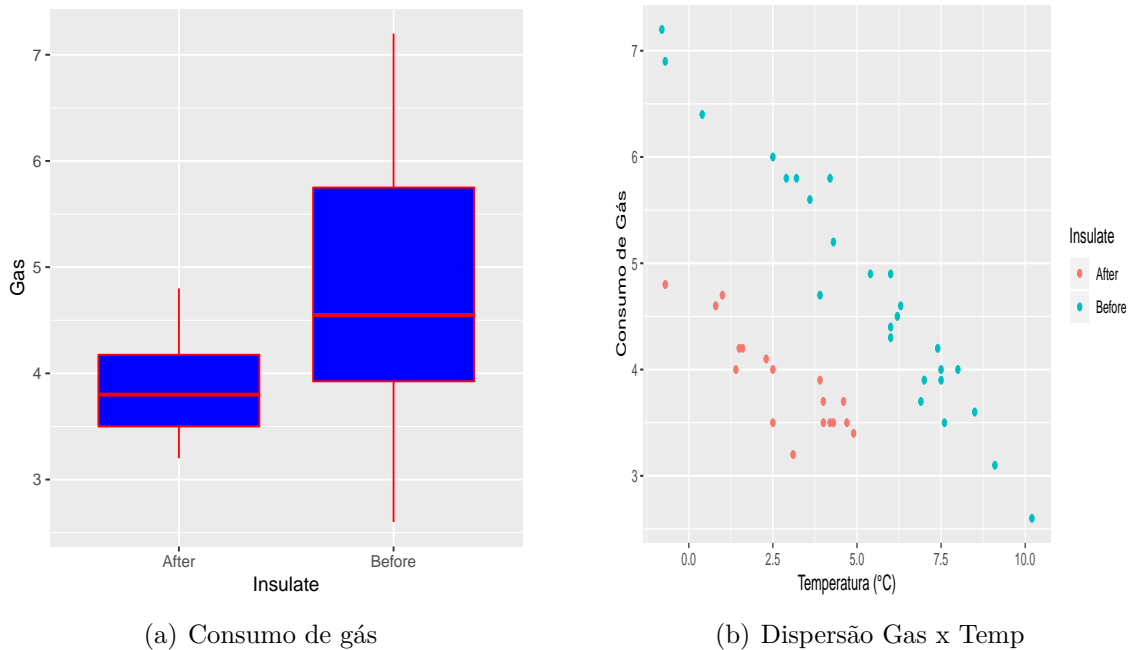 7
6
5
4
3
Gas
After
Before
Insulate
(a) Consumo de gás
7
6
5
4
3
Consumo de Gás
0.0
2.5
5.0
7.5
10.0
Temperatura (°C)
Insulate
After
Before
(b) Dispersão Gas x Temp